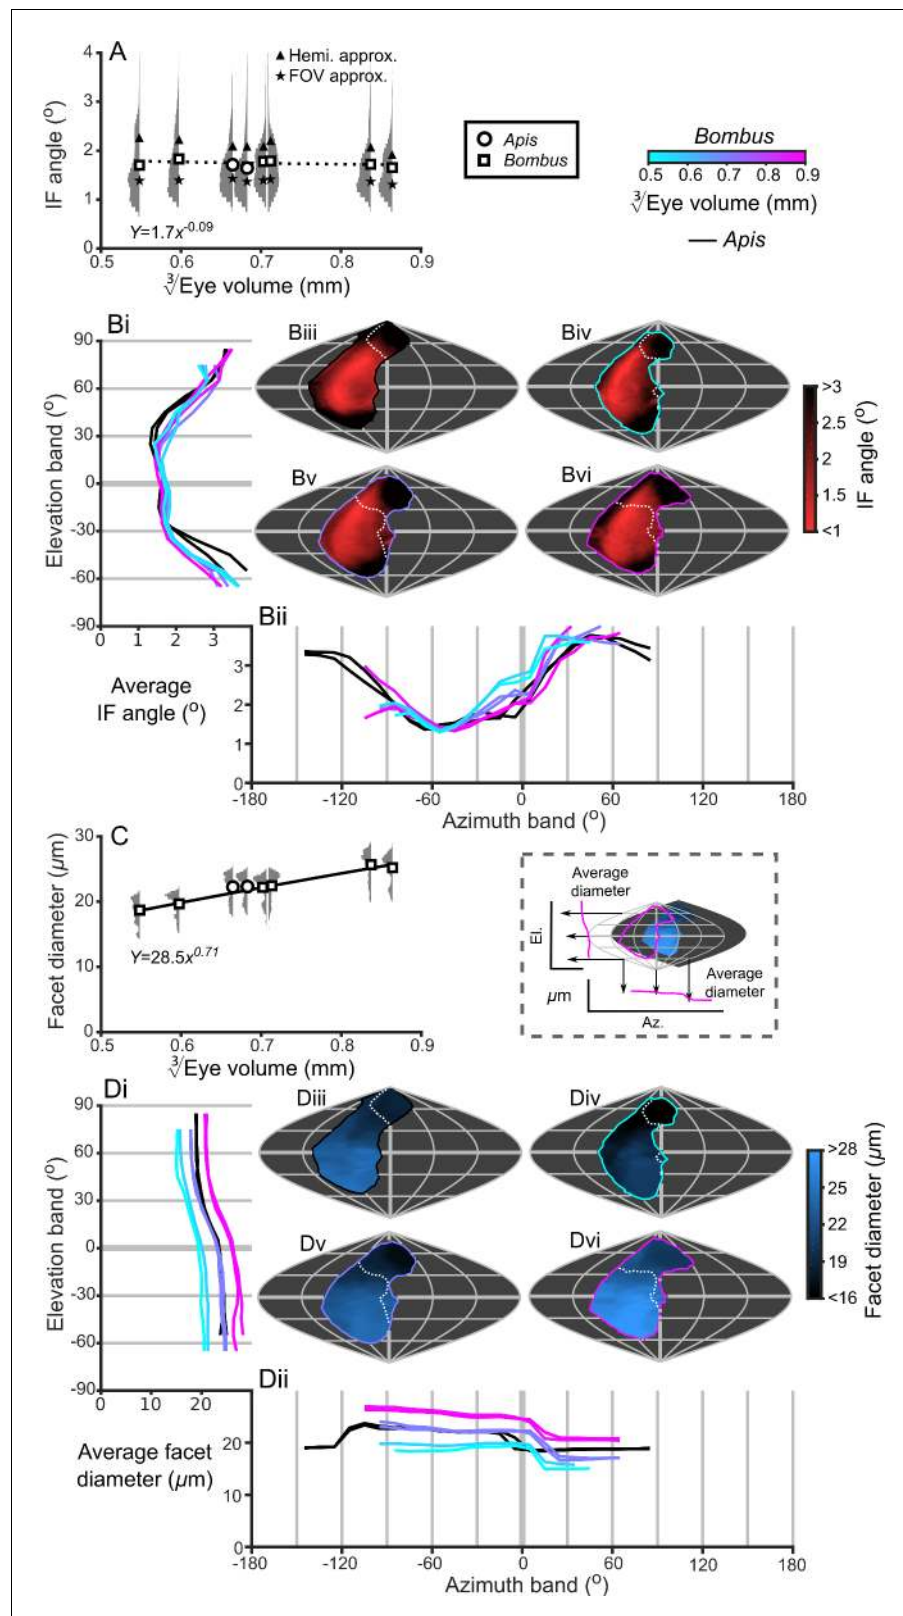 A
▲ Hemi. approx.
★ FOV approx.
IF angle (°)
4
3
2
1
0
0.5 0.6 0.7 0.8 0.9
∛Eye volume (mm)
Y=1.7x^-0.09
Apis
Bombus
Bombus
0.5 0.6 0.7 0.8 0.9
∛Eye volume (mm)
Apis
Bi
Elevation band (°)
90
60
30
0
-30
-60
-90
0 1 2 3
Biii
Biv
Bv
Bvi
>3
2.5
2
1.5
<1
IF angle (°)
Bii
Average
IF angle (°)
3
2
1
0
-180 -120 -60 0 60 120 180
Azimuth band (°)
C
Facet diameter (µm)
30
20
10
0
Y=28.5x^0.71
0.5 0.6 0.7 0.8 0.9
∛Eye volume (mm)
Average
diameter
El.
Average
diameter
µm
Az.
Di
Elevation band (°)
90
60
30
0
-30
-60
-90
0 10 20
Diii
Div
Dv
Dvi
>28
25
22
19
<16
Facet diameter (µm)
Dii
Average facet
diameter (µm)
20
10
0
-180 -120 -60 0 60 120 180
Azimuth band (°)